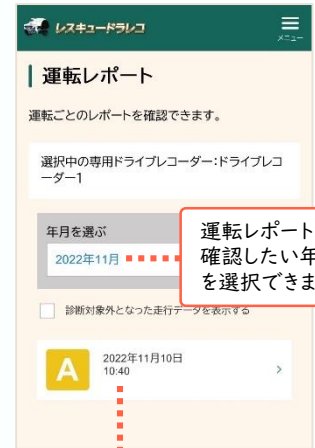 レスキュードラレコ
メニュー
運転レポート
運転ごとのレポートを確認できます。
選択中の専用ドライブレコーダー:ドライブレコ
ーダー1
年月を選ぶ
2022年11月
運転レポート
確認したい年
を選択できま
診断対象外となった走行データを表示する
A
2022年11月10日
10:40